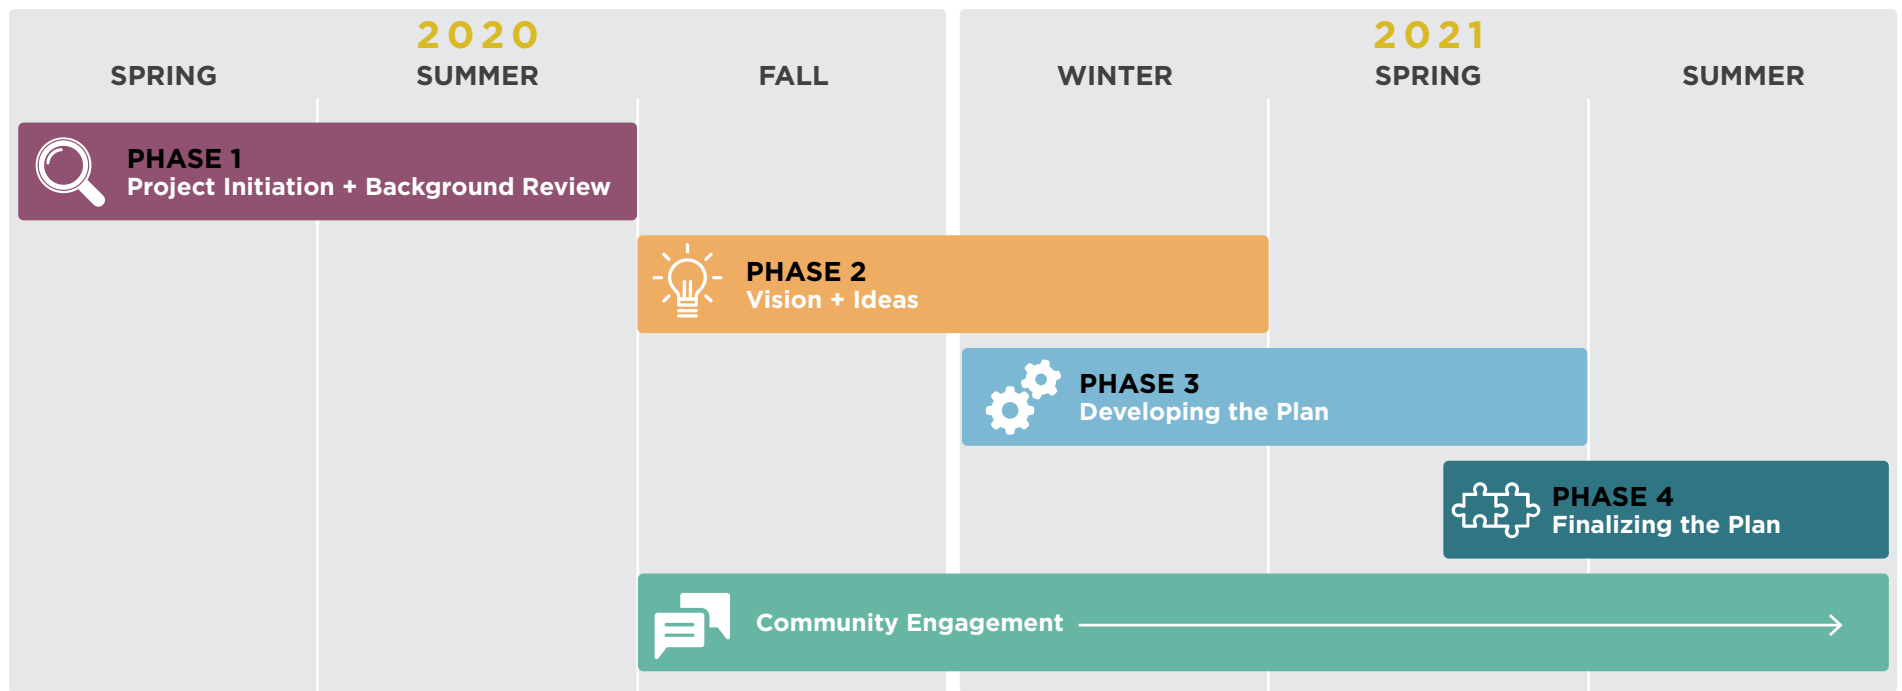 2020
SPRING SUMMER FALL
2021
WINTER SPRING SUMMER
PHASE 1
Project Initiation + Background Review
PHASE 2
Vision + Ideas
PHASE 3
Developing the Plan
PHASE 4
Finalizing the Plan
Community Engagement